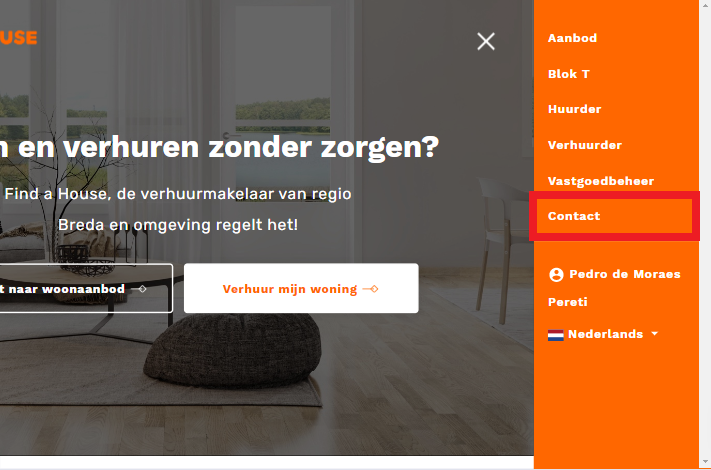 USE
en verhuren zonder zorgen?
Find a House, de verhuurmakelaar van regio
Breda en omgeving regelt het!
naar woonaanbod
Verhuur mijn woning
Aanbod
Blok T
Huurder
Verhuurder
Vastgoedbeheer
Contact
Pedro de Moraes
Pereti
Nederlands